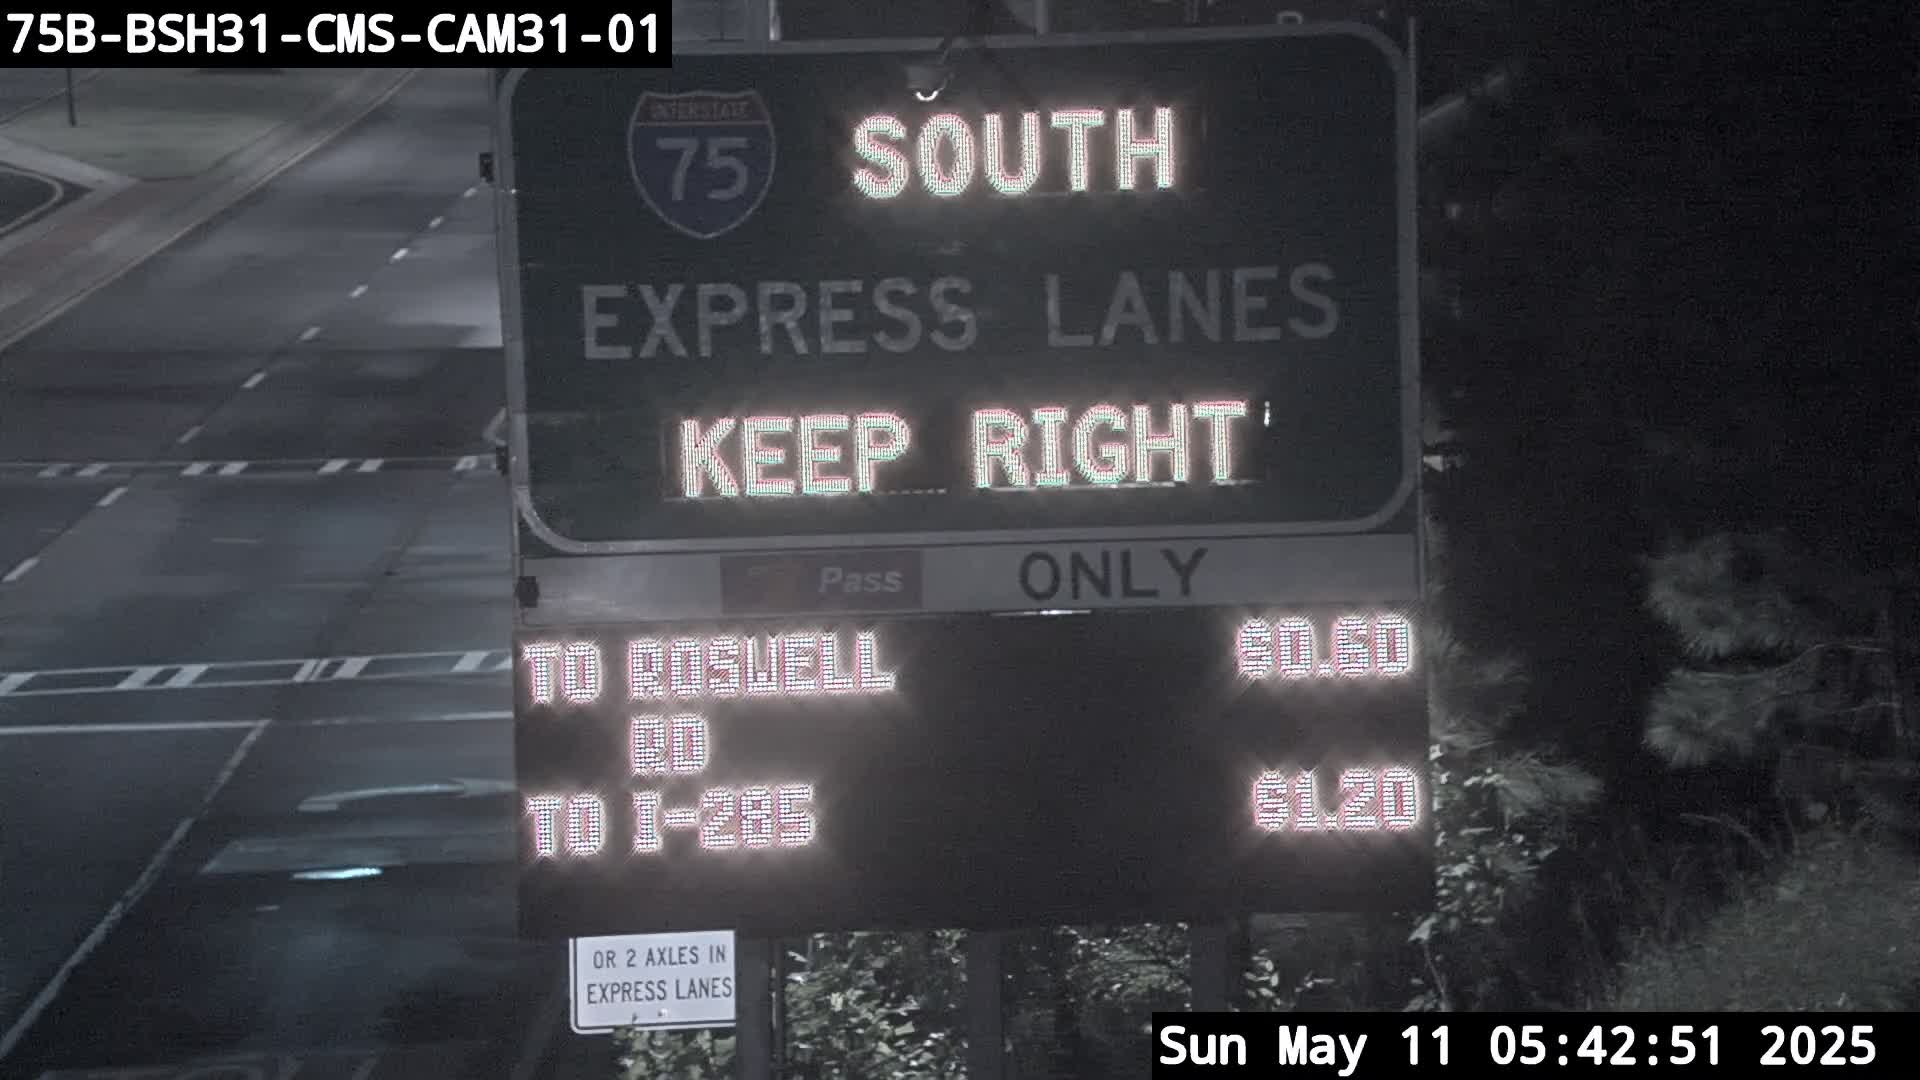 75B-BSH31-CMS-CAM31-01
INTERSTATE
75
SOUTH
EXPRESS LANES
KEEP RIGHT
Pass ONLY
TO ROSWELL $0.60
RD
TO I-285 $1.20
OR 2 AXLES IN
EXPRESS LANES
Sun May 11 05:42:51 2025